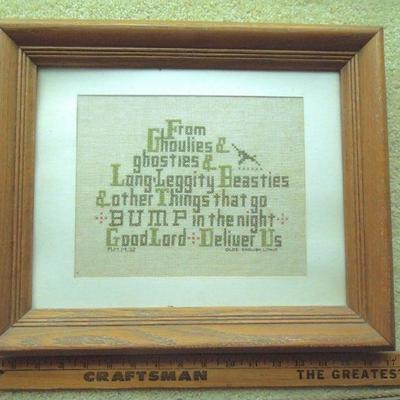 From
Ghoulies &
ghosties &
Long-Leggity Beasties
& other Things that go
BUMP in the night
Good Lord Deliver Us
OLDE ENGLISH LITANY
CRAFTSMAN THE GREATEST